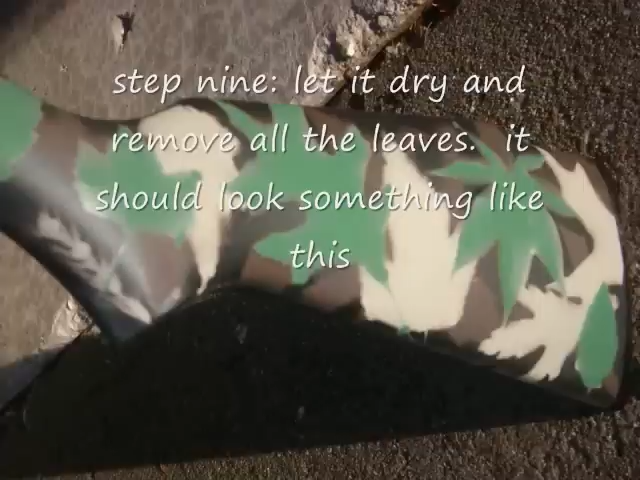 step nine: let it dry and
remove all the leaves.  it
should look something like
this